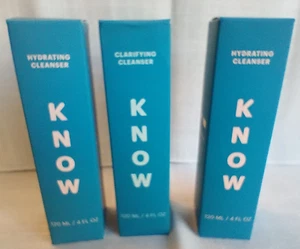 HYDRATING
CLEANSER
KNOW
120 ML / 4 FL OZ
CLARIFYING
CLEANSER
KNOW
120 ML / 4 FL OZ
HYDRATING
CLEANSER
KNOW
120 ML / 4 FL OZ